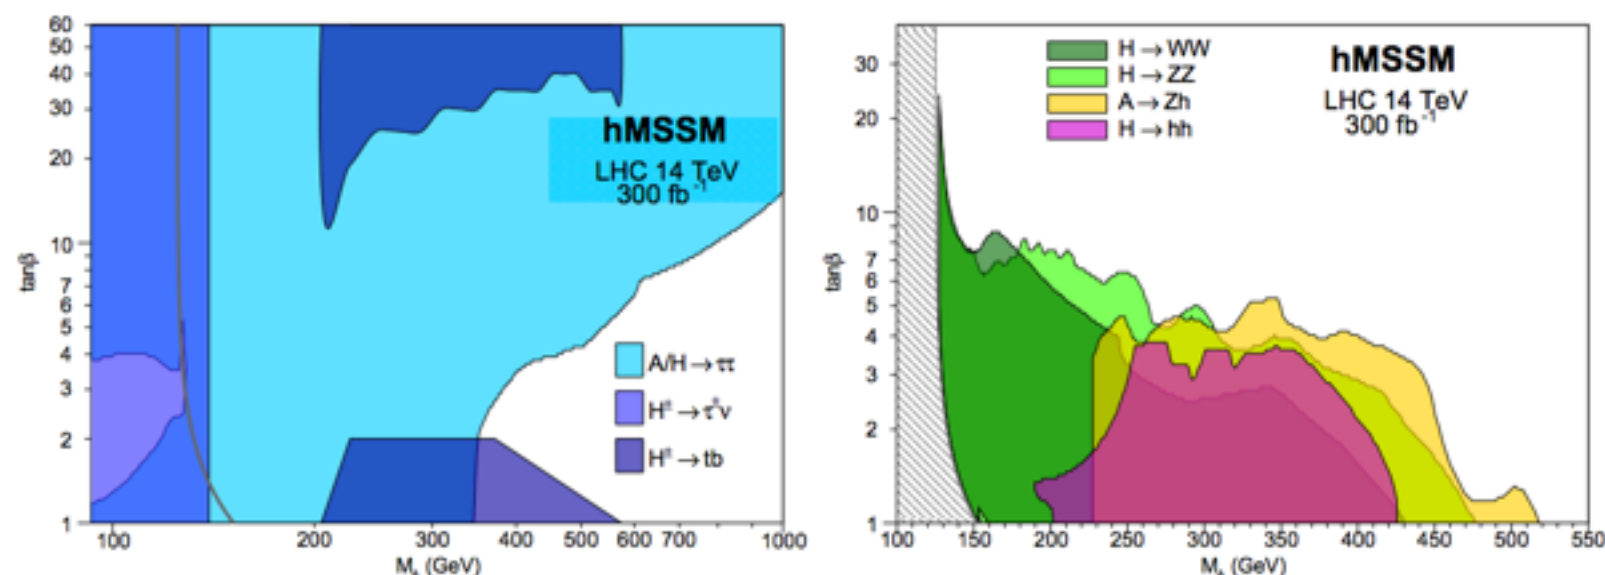 60
50
40
30
20
10
7
6
5
4
3
2
1
tanβ
hMSSM
LHC 14 TeV
300 fb⁻¹
A/H→ττ
H±→τ±ν
H±→tb
100 200 300 400 500 600 700 1000
M_A (GeV)
30
20
10
7
6
5
4
3
2
1
tanβ
H→WW
H→ZZ
A→Zh
H→hh
hMSSM
LHC 14 TeV
300 fb⁻¹
100 150 200 250 300 350 400 450 500 550
M_A (GeV)